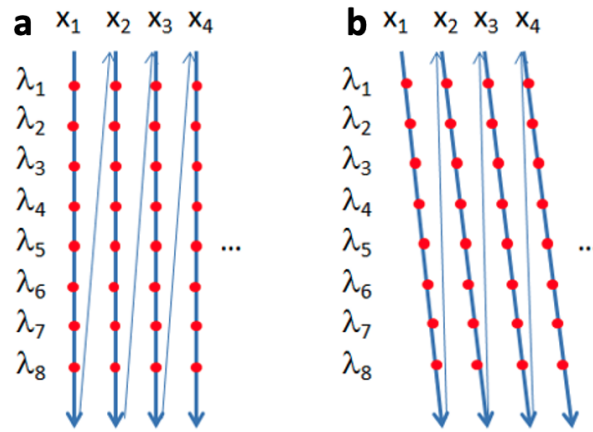 a x₁ x₂ x₃ x₄
λ₁
λ₂
λ₃
λ₄
λ₅ ...
λ₆
λ₇
λ₈
b x₁ x₂ x₃ x₄
λ₁
λ₂
λ₃
λ₄
λ₅ ..
λ₆
λ₇
λ₈